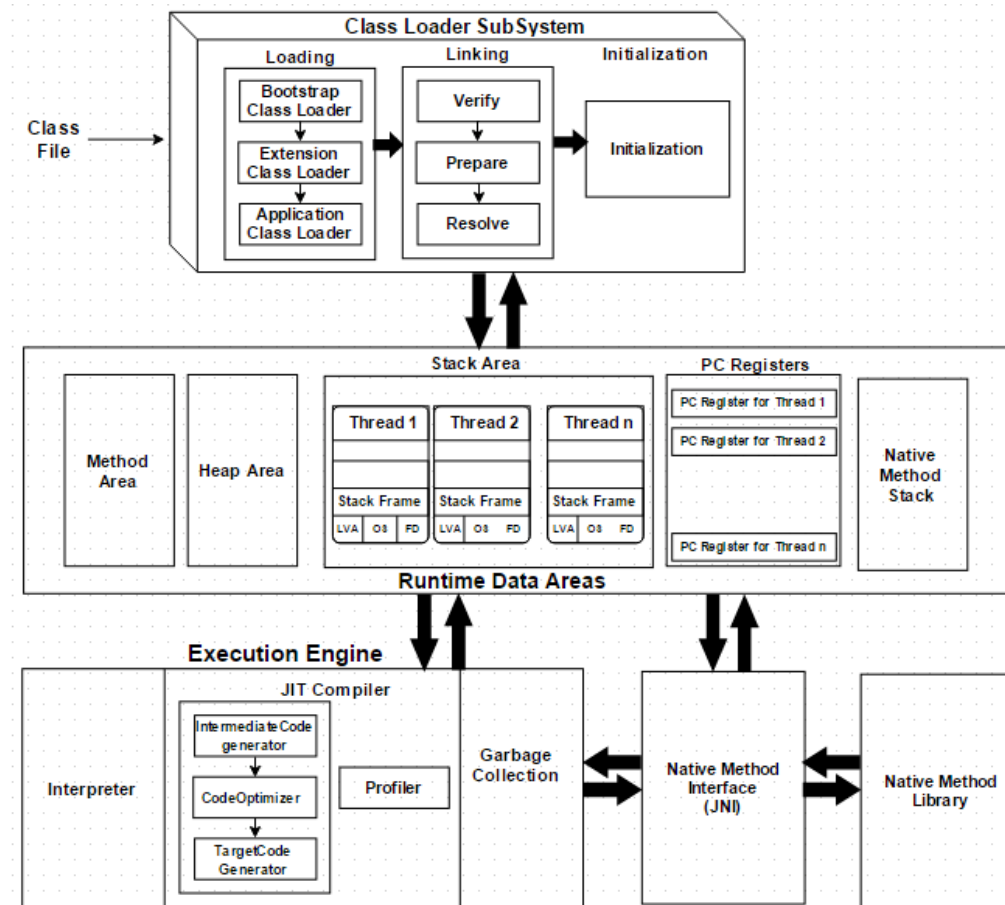 Class Loader SubSystem
Loading
Linking
Initialization
Bootstrap
Class Loader
Extension
Class Loader
Application
Class Loader
Verify
Prepare
Resolve
Initialization
Class
File
Stack Area
PC Registers
Method
Area
Heap Area
Thread 1
Stack Frame
LVA OS FD
Thread 2
Stack Frame
LVA OS FD
Thread n
Stack Frame
LVA OS FD
PC Register for Thread 1
PC Register for Thread 2
PC Register for Thread n
Native
Method
Stack
Runtime Data Areas
Execution Engine
Interpreter
JIT Compiler
IntermediateCode
generator
CodeOptimizer
TargetCode
Generator
Profiler
Garbage
Collection
Native Method
Interface
(JNI)
Native Method
Library